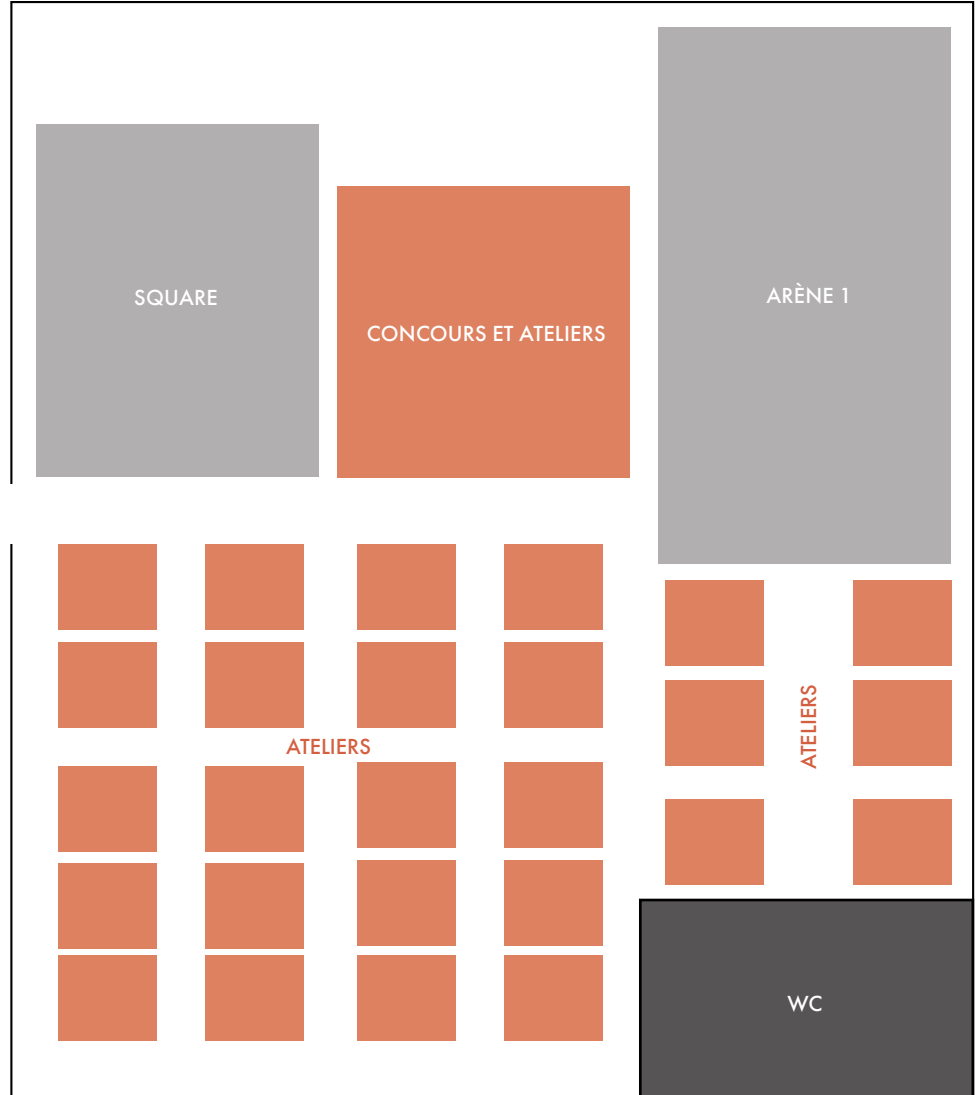 SQUARE
CONCOURS ET ATELIERS
ARÈNE 1
ATELIERS
ATELIERS
WC